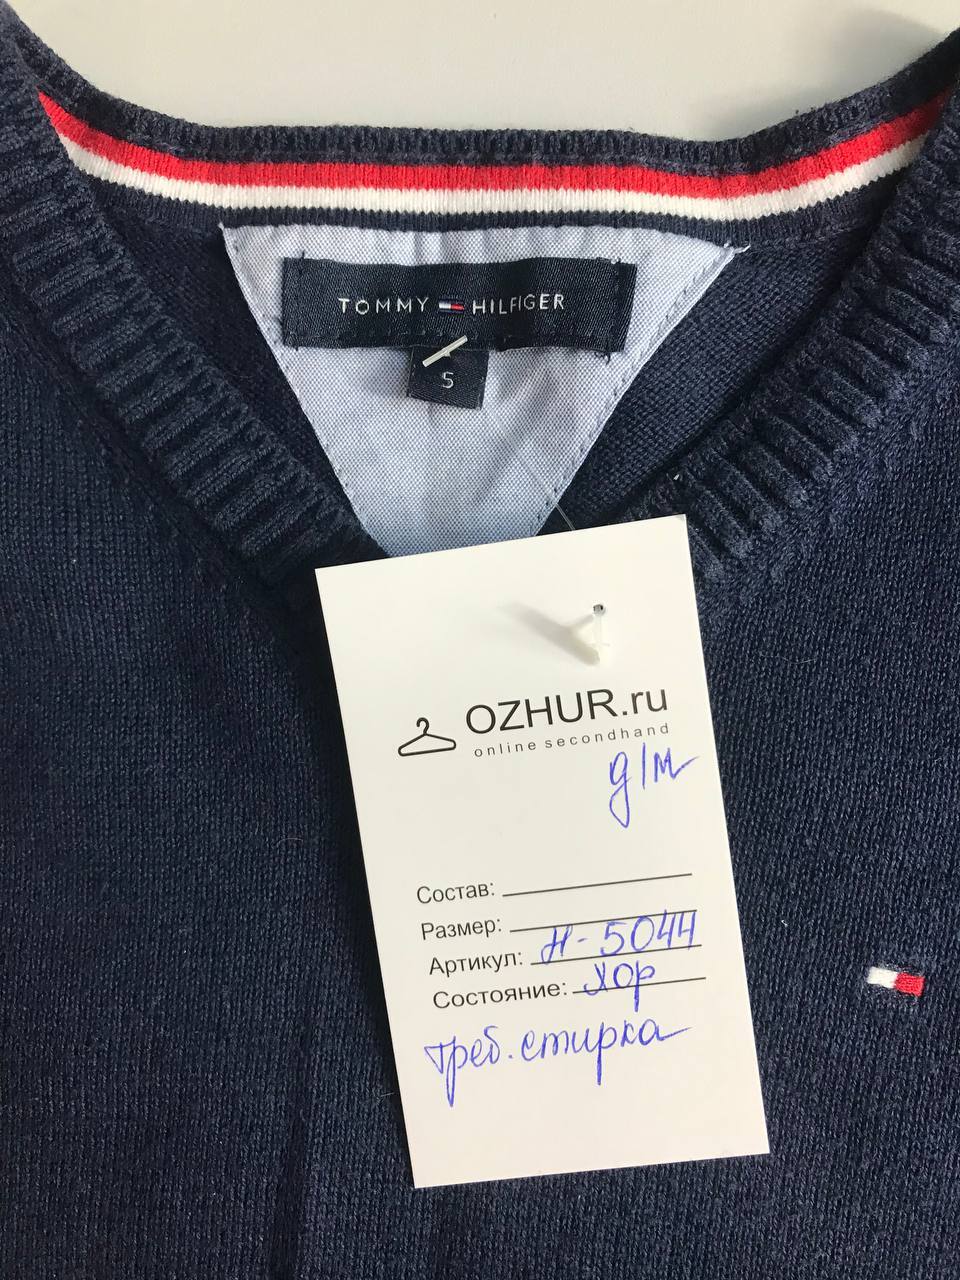 TOMMY HILFIGER
S
OZHUR.ru
online secondhand
д/м
Состав:
Размер:
Артикул: Н-5044
Состояние: хор
треб. стирка